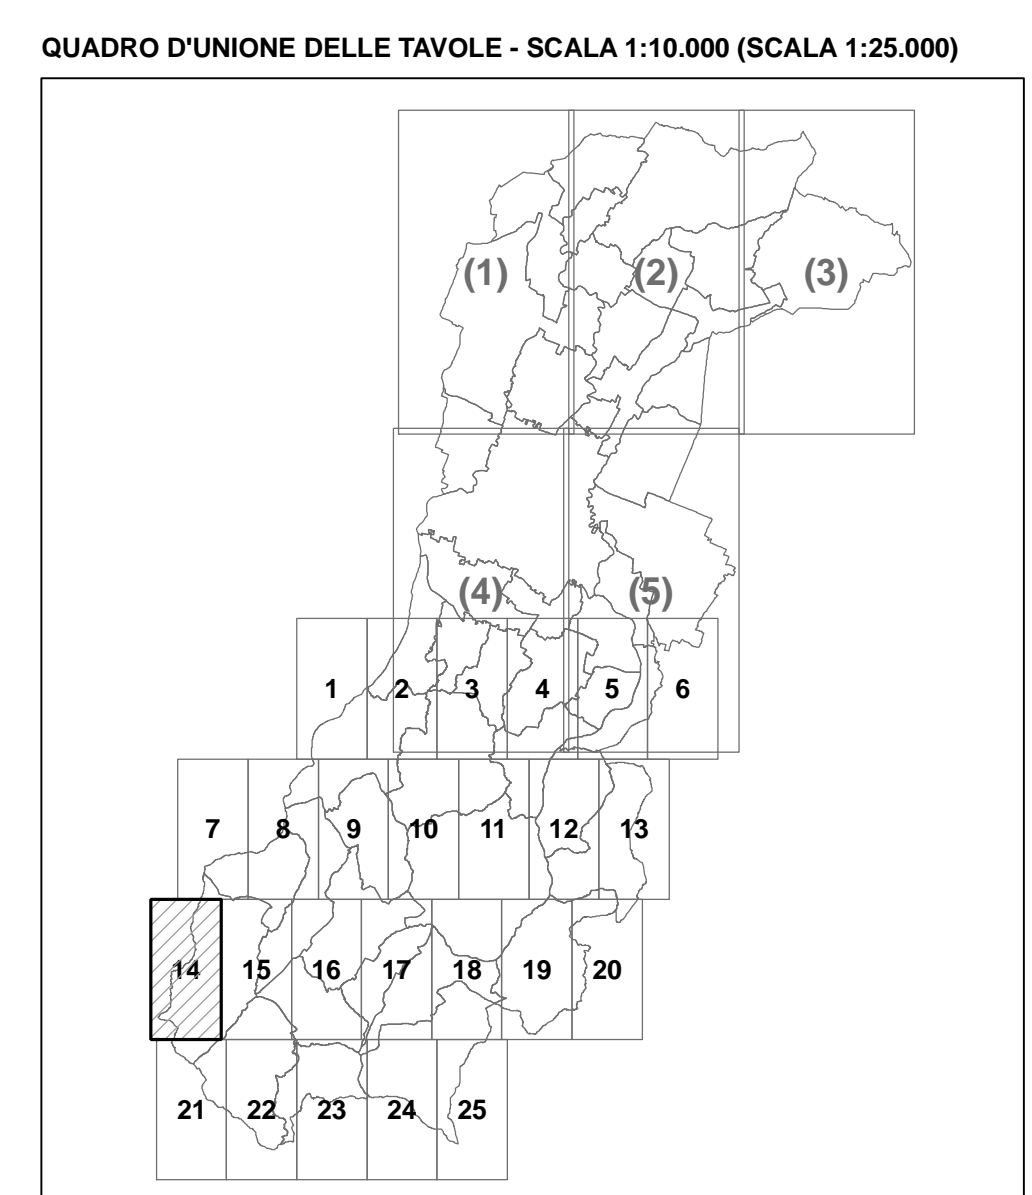 QUADRO D'UNIONE DELLE TAVOLE - SCALA 1:10.000 (SCALA 1:25.000)
(1) (2) (3)
(4) (5)
1 2 3 4 5 6
7 8 9 10 11 12 13
14 15 16 17 18 19 20
21 22 23 24 25